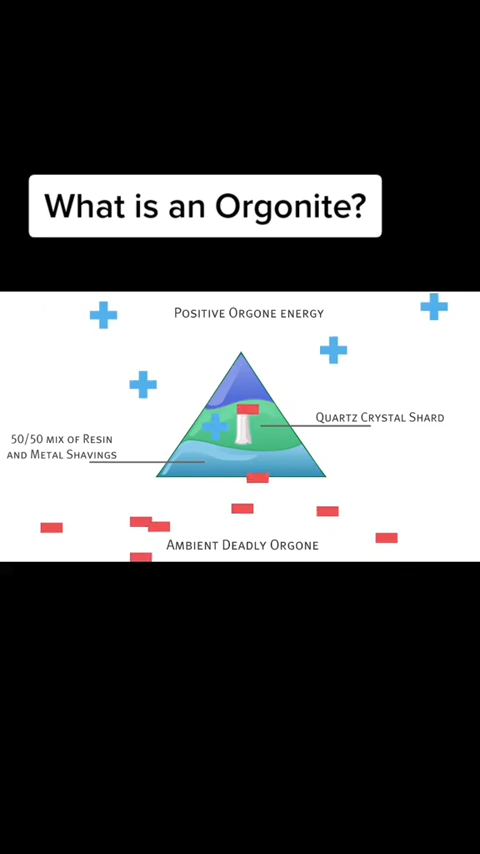 What is an Orgonite?
Positive Orgone energy
Quartz Crystal Shard
50/50 mix of Resin
and Metal Shavings
Ambient Deadly Orgone